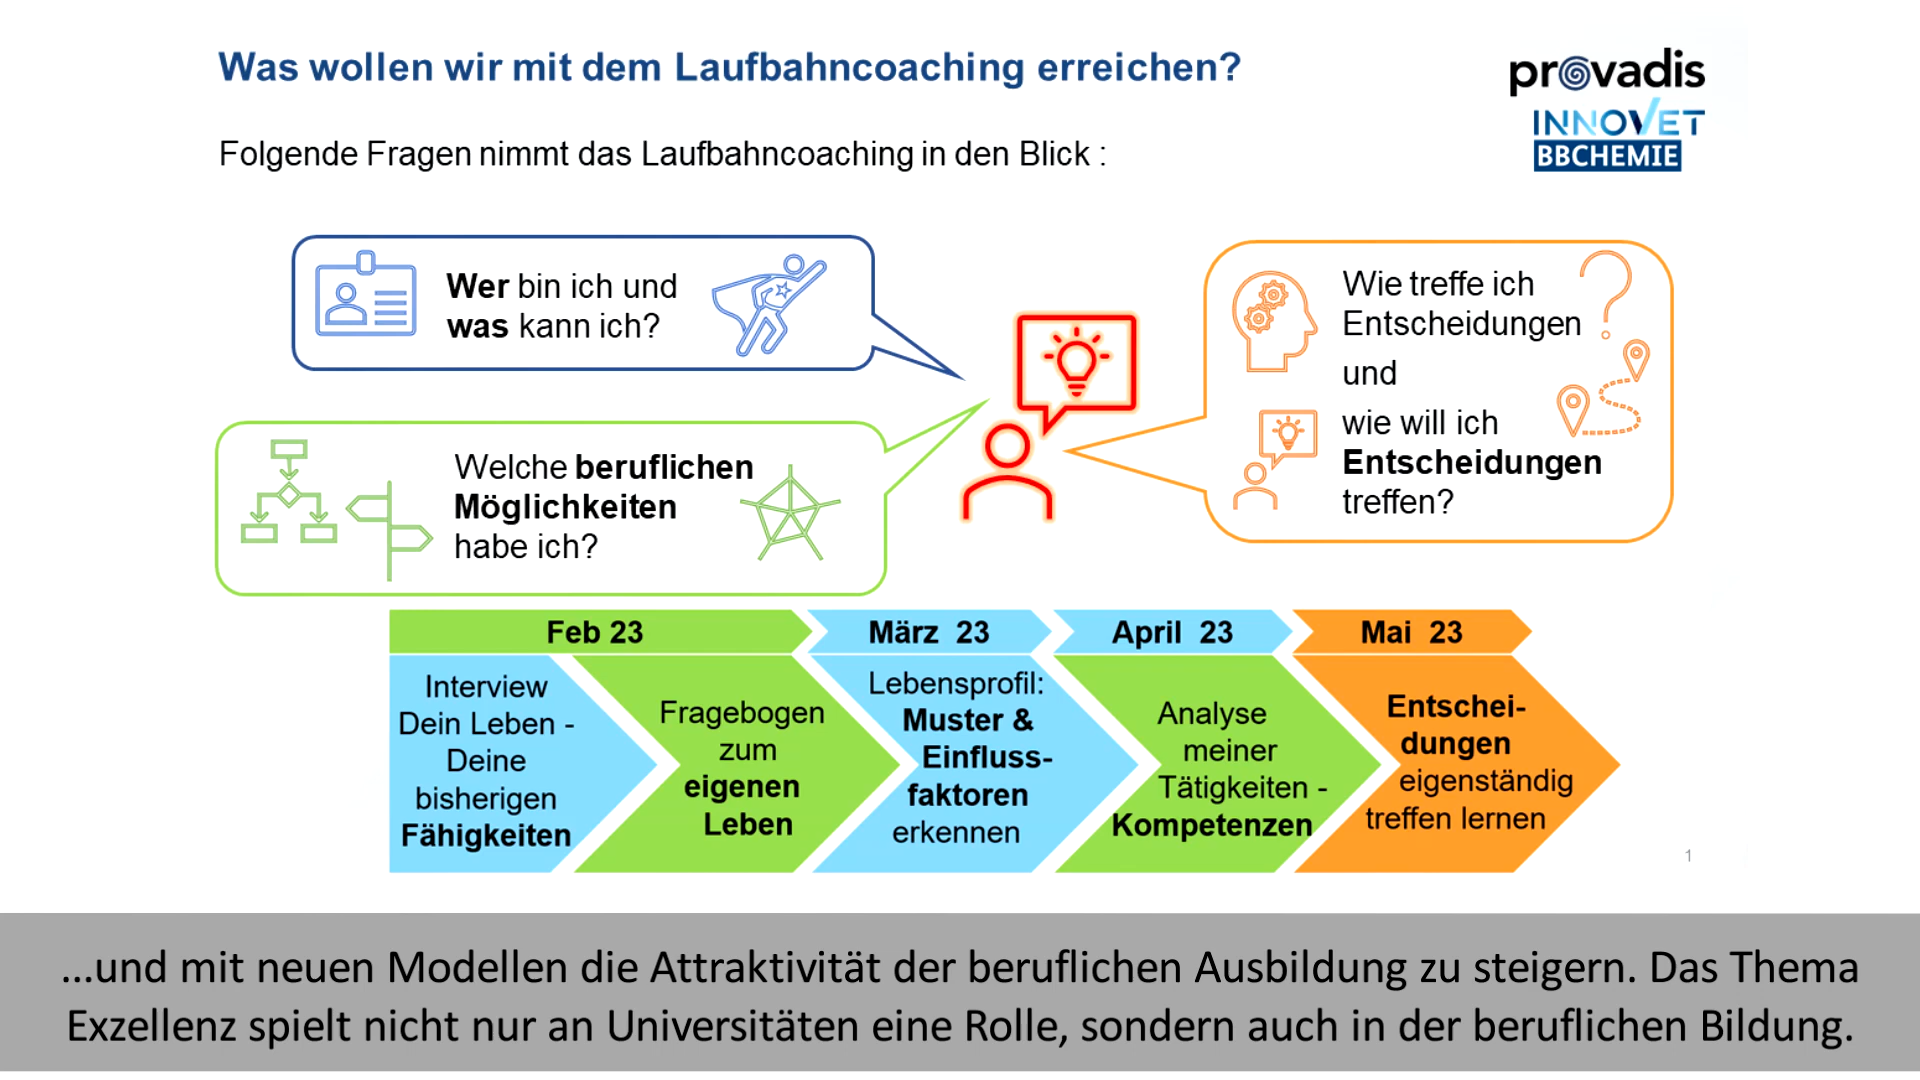 Was wollen wir mit dem Laufbahncoaching erreichen?
provadis
INNOVET
BBCHEMIE
Folgende Fragen nimmt das Laufbahncoaching in den Blick :
Wer bin ich und
was kann ich?
Welche beruflichen
Möglichkeiten
habe ich?
Wie treffe ich
Entscheidungen
und
wie will ich
Entscheidungen
treffen?
Feb 23
März 23
April 23
Mai 23
Interview
Dein Leben -
Deine
bisherigen
Fähigkeiten
Fragebogen
zum
eigenen
Leben
Lebensprofil:
Muster &
Einfluss-
faktoren
erkennen
Analyse
meiner
Tätigkeiten -
Kompetenzen
Entschei-
dungen
eigenständig
treffen lernen
1
...und mit neuen Modellen die Attraktivität der beruflichen Ausbildung zu steigern. Das Thema
Exzellenz spielt nicht nur an Universitäten eine Rolle, sondern auch in der beruflichen Bildung.